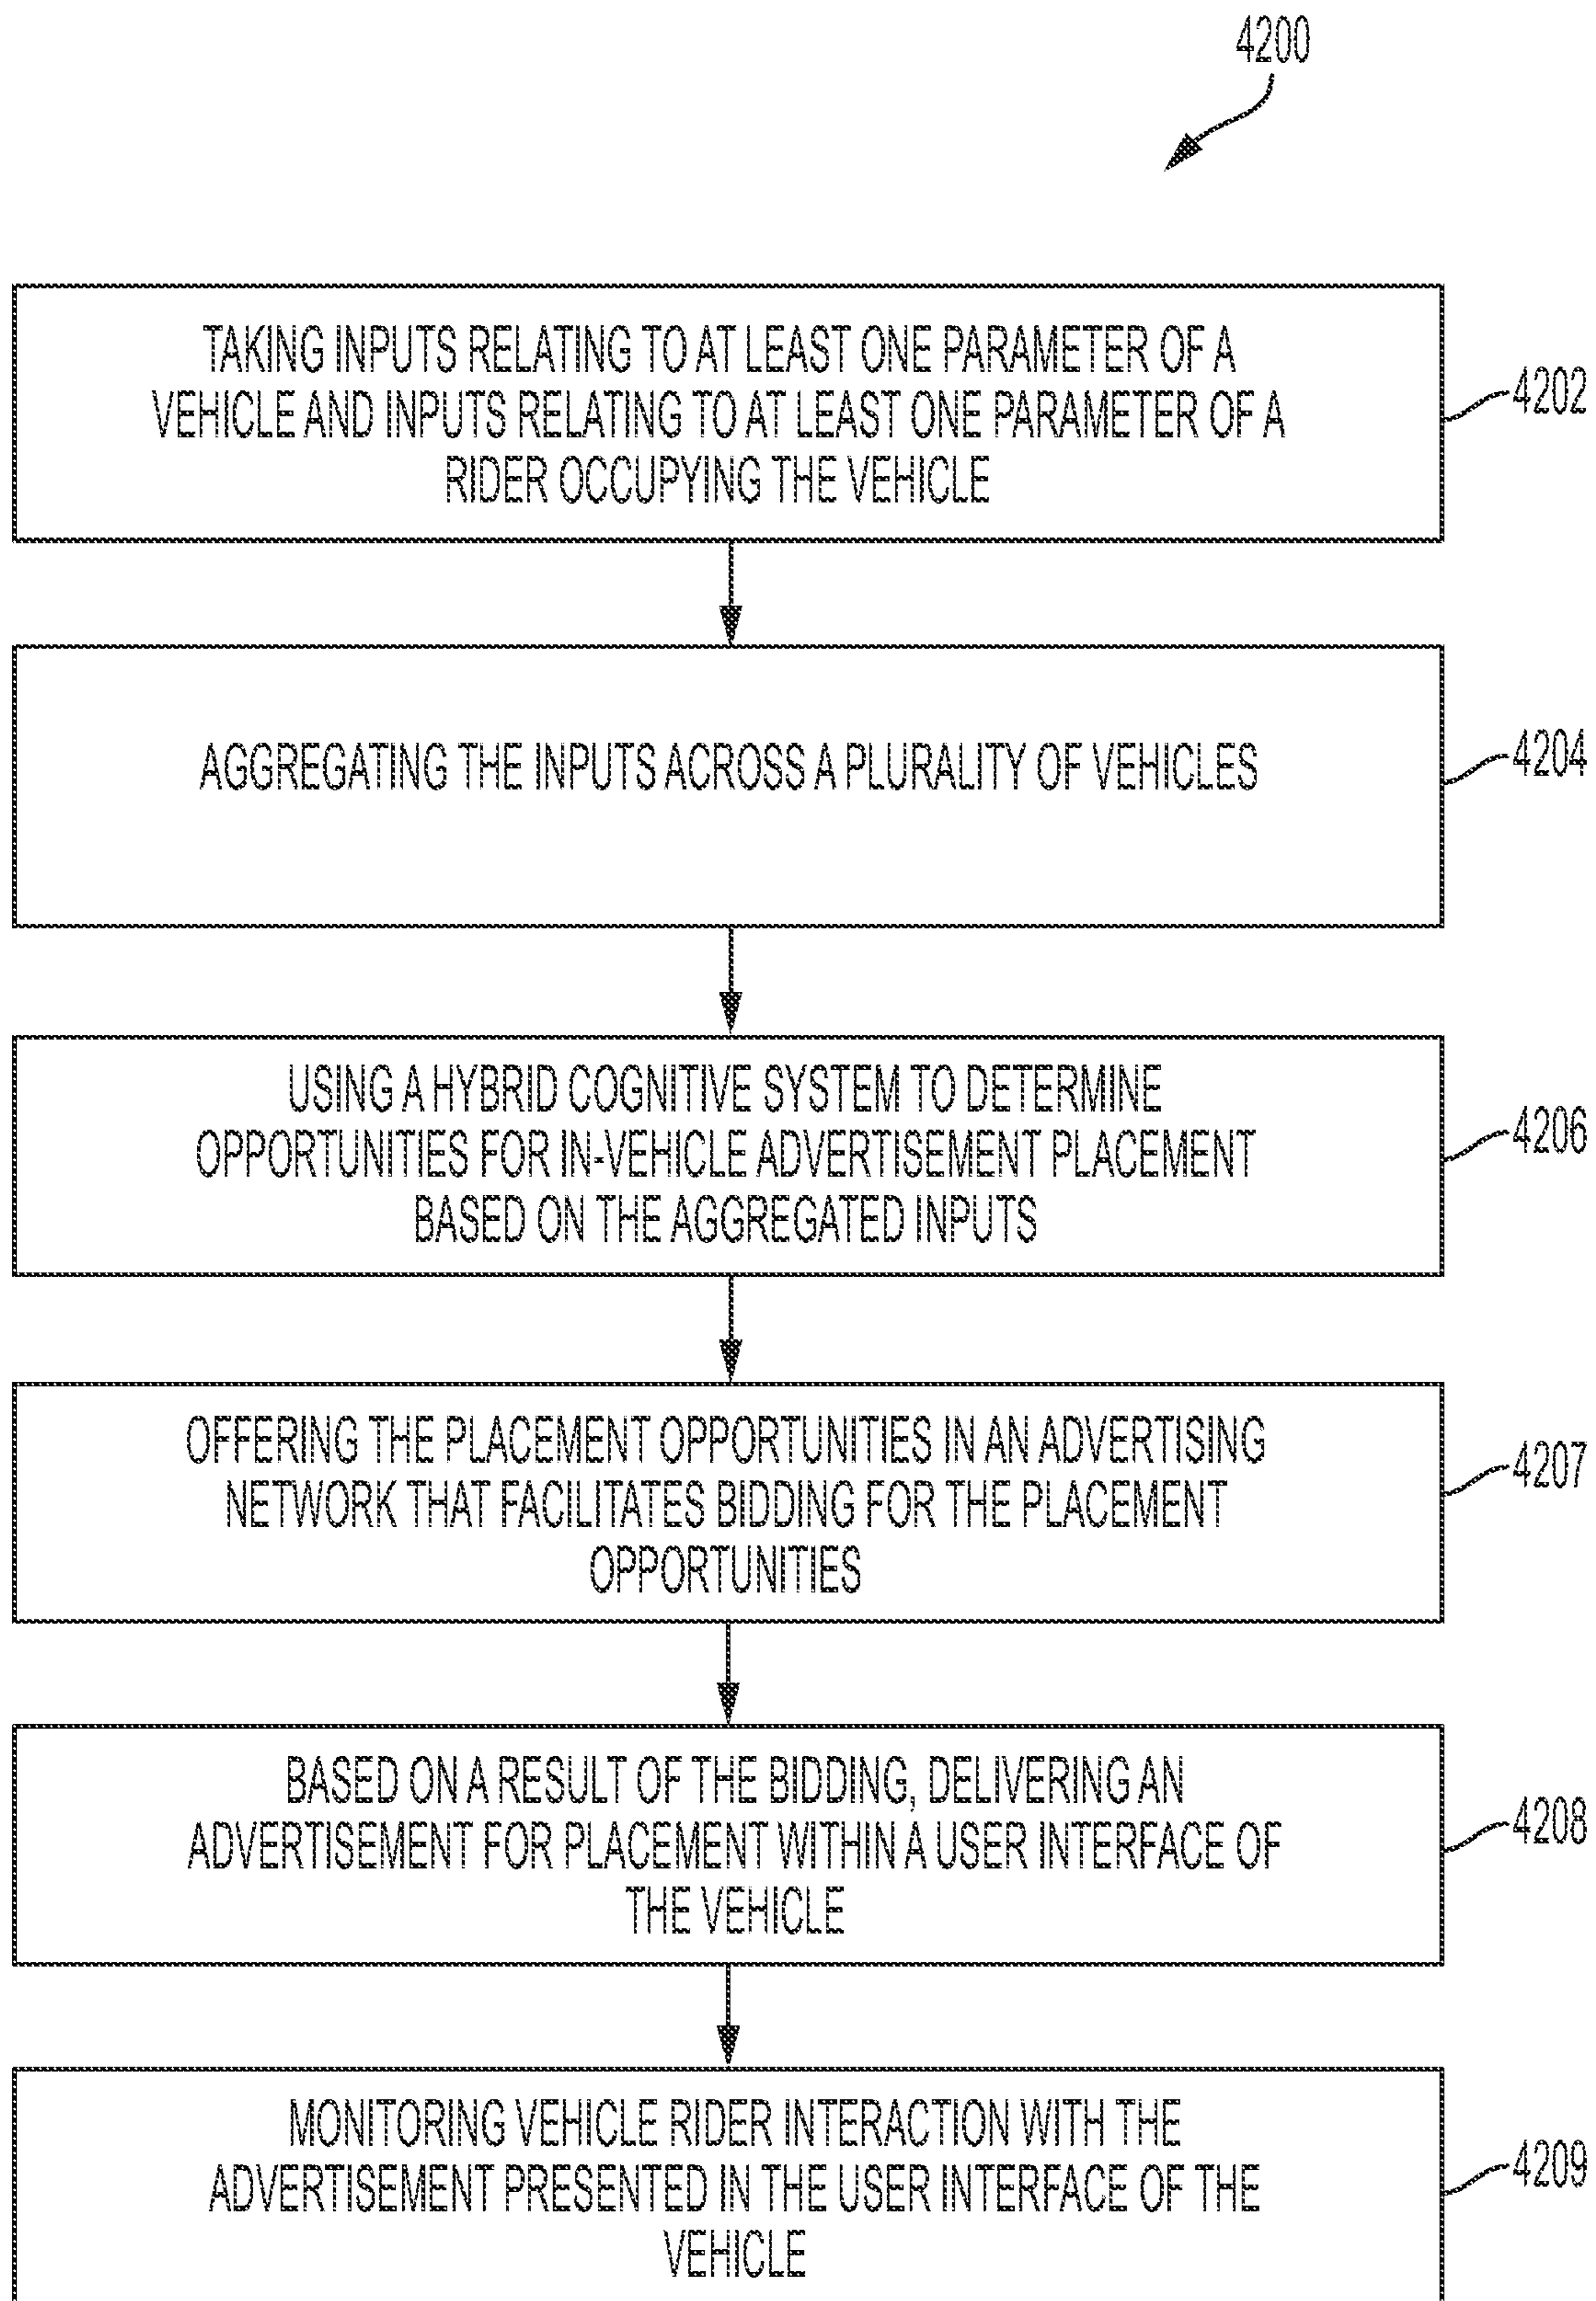 4200
TAKING INPUTS RELATING TO AT LEAST ONE PARAMETER OF A
VEHICLE AND INPUTS RELATING TO AT LEAST ONE PARAMETER OF A
RIDER OCCUPYING THE VEHICLE
4202
AGGREGATING THE INPUTS ACROSS A PLURALITY OF VEHICLES
4204
USING A HYBRID COGNITIVE SYSTEM TO DETERMINE
OPPORTUNITIES FOR IN-VEHICLE ADVERTISEMENT PLACEMENT
BASED ON THE AGGREGATED INPUTS
4206
OFFERING THE PLACEMENT OPPORTUNITIES IN AN ADVERTISING
NETWORK THAT FACILITATES BIDDING FOR THE PLACEMENT
OPPORTUNITIES
4207
BASED ON A RESULT OF THE BIDDING, DELIVERING AN
ADVERTISEMENT FOR PLACEMENT WITHIN A USER INTERFACE OF
THE VEHICLE
4208
MONITORING VEHICLE RIDER INTERACTION WITH THE
ADVERTISEMENT PRESENTED IN THE USER INTERFACE OF THE
VEHICLE
4209